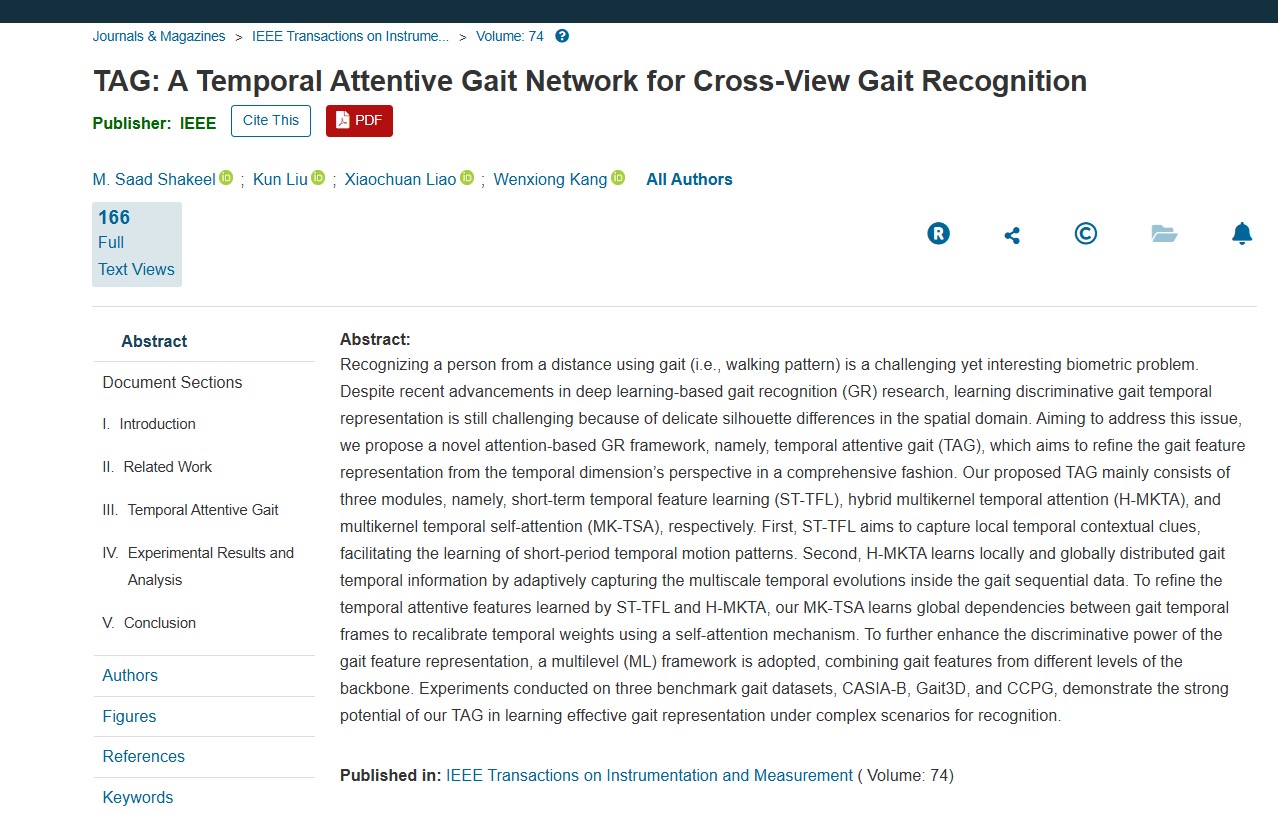 Journals & Magazines > IEEE Transactions on Instrume... > Volume: 74 ?
TAG: A Temporal Attentive Gait Network for Cross-View Gait Recognition
Publisher: IEEE Cite This PDF
M. Saad Shakeel iD ; Kun Liu iD ; Xiaochuan Liao iD ; Wenxiong Kang iD All Authors
166
Full
Text Views
R ©
Abstract
Document Sections
I. Introduction
II. Related Work
III. Temporal Attentive Gait
IV. Experimental Results and
Analysis
V. Conclusion
Authors
Figures
References
Keywords
Abstract:
Recognizing a person from a distance using gait (i.e., walking pattern) is a challenging yet interesting biometric problem.
Despite recent advancements in deep learning-based gait recognition (GR) research, learning discriminative gait temporal
representation is still challenging because of delicate silhouette differences in the spatial domain. Aiming to address this issue,
we propose a novel attention-based GR framework, namely, temporal attentive gait (TAG), which aims to refine the gait feature
representation from the temporal dimension’s perspective in a comprehensive fashion. Our proposed TAG mainly consists of
three modules, namely, short-term temporal feature learning (ST-TFL), hybrid multikernel temporal attention (H-MKTA), and
multikernel temporal self-attention (MK-TSA), respectively. First, ST-TFL aims to capture local temporal contextual clues,
facilitating the learning of short-period temporal motion patterns. Second, H-MKTA learns locally and globally distributed gait
temporal information by adaptively capturing the multiscale temporal evolutions inside the gait sequential data. To refine the
temporal attentive features learned by ST-TFL and H-MKTA, our MK-TSA learns global dependencies between gait temporal
frames to recalibrate temporal weights using a self-attention mechanism. To further enhance the discriminative power of the
gait feature representation, a multilevel (ML) framework is adopted, combining gait features from different levels of the
backbone. Experiments conducted on three benchmark gait datasets, CASIA-B, Gait3D, and CCPG, demonstrate the strong
potential of our TAG in learning effective gait representation under complex scenarios for recognition.
Published in: IEEE Transactions on Instrumentation and Measurement ( Volume: 74)